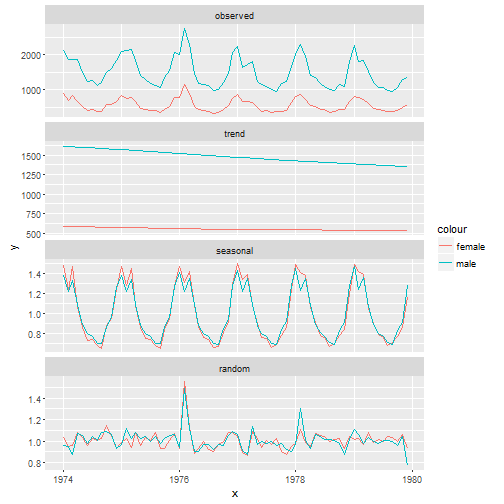 observed
2000
1000
trend
1500
1250
1000
750
500
y
seasonal
1.4
1.2
1.0
0.8
random
1.4
1.2
1.0
0.8
1974
1976
1978
1980
x
colour
female
male